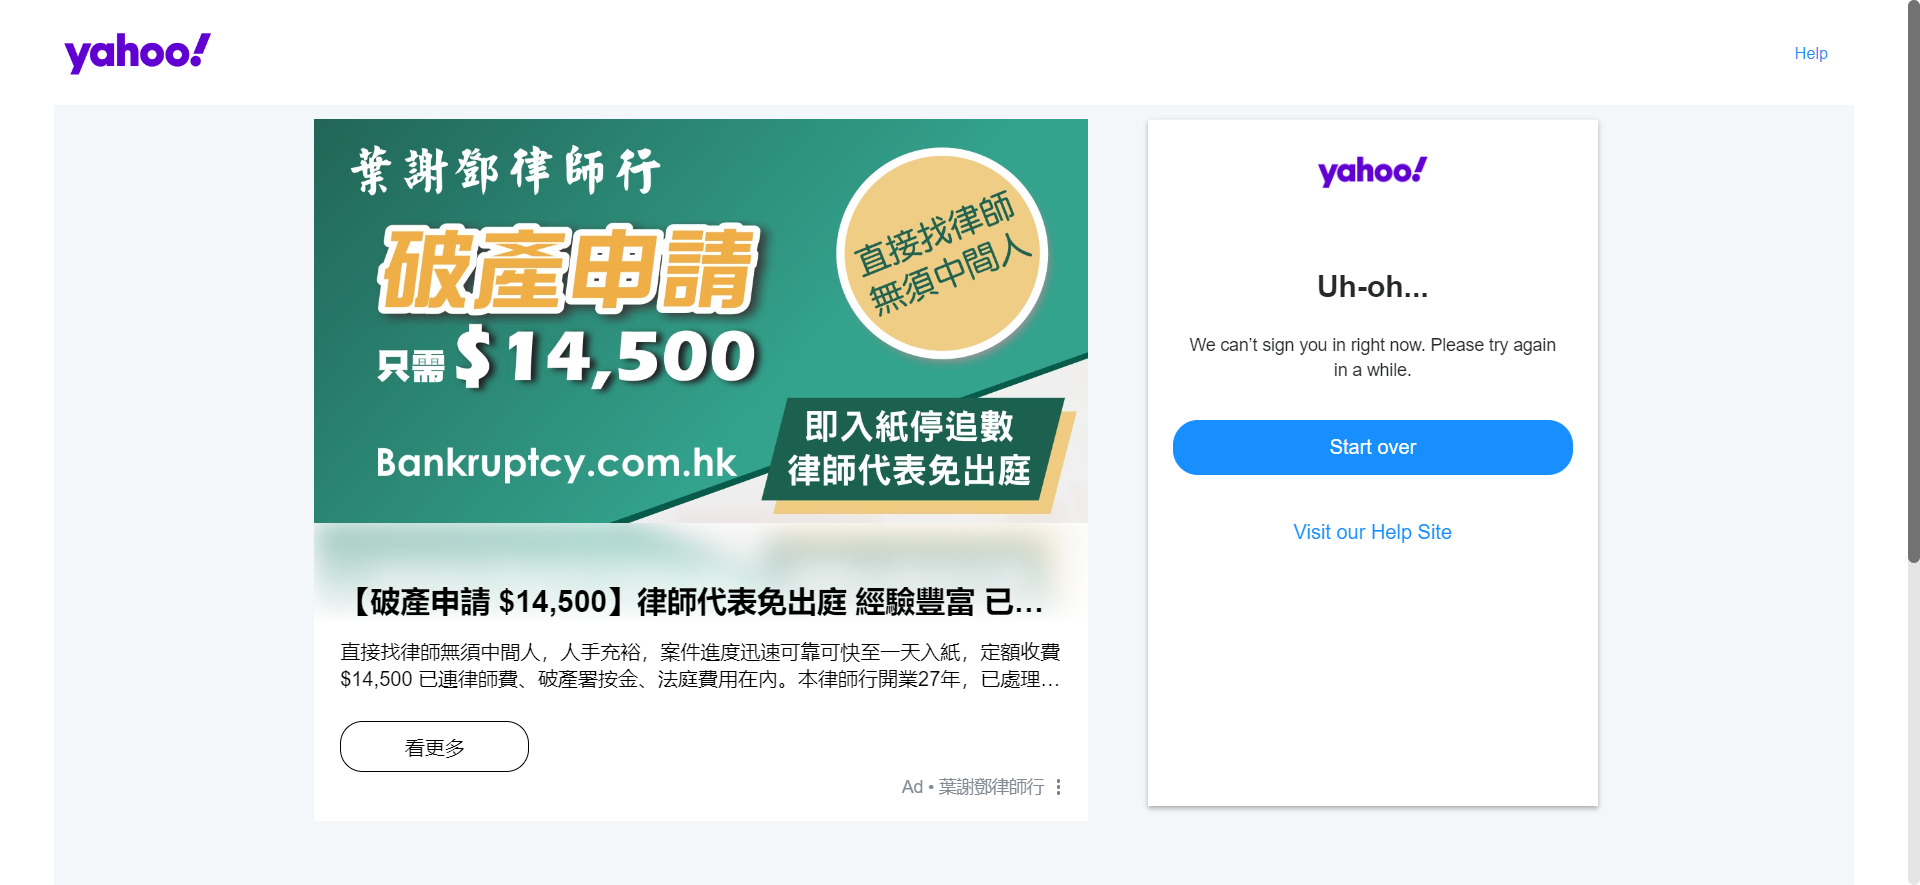 yahoo!
Help
葉謝鄧律師行
破產申請
只需$14,500
Bankruptcy.com.hk
直接找律師
無須中間人
即入紙停追數
律師代表免出庭
【破產申請 $14,500】律師代表免出庭 經驗豐富 已...
直接找律師無須中間人，人手充裕，案件進度迅速可靠可快至一天入紙，定額收費
$14,500 已連律師費、破產署按金、法庭費用在內。本律師行開業27年，已處理...
看更多
Ad • 葉謝鄧律師行
yahoo!
Uh-oh...
We can’t sign you in right now. Please try again
in a while.
Start over
Visit our Help Site